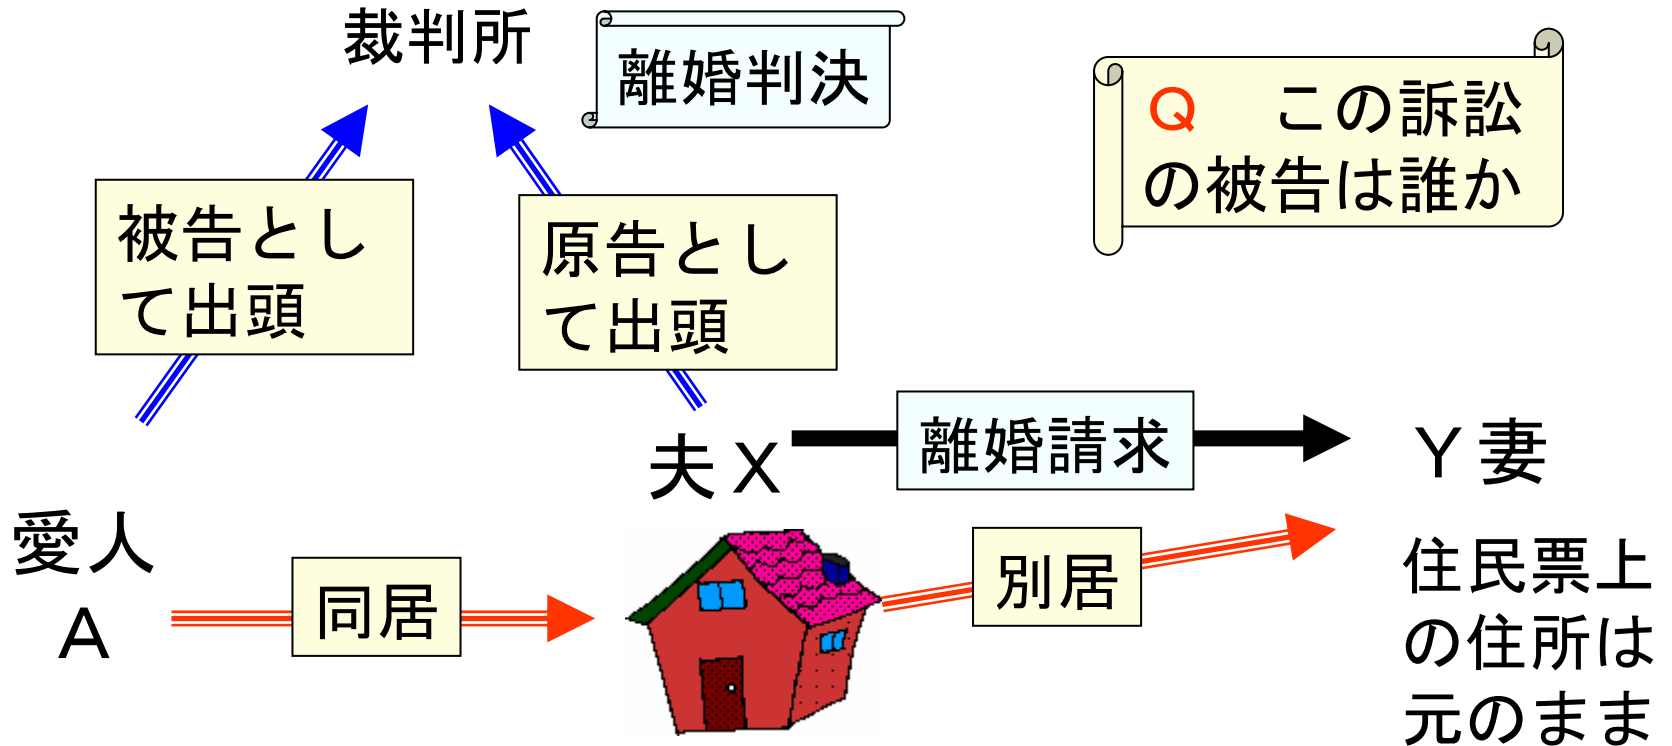 裁判所
離婚判決
Q この訴訟
の被告は誰か
被告とし
て出頭
原告とし
て出頭
夫X
離婚請求
Y妻
愛人
A
同居
別居
住民票上
の住所は
元のまま